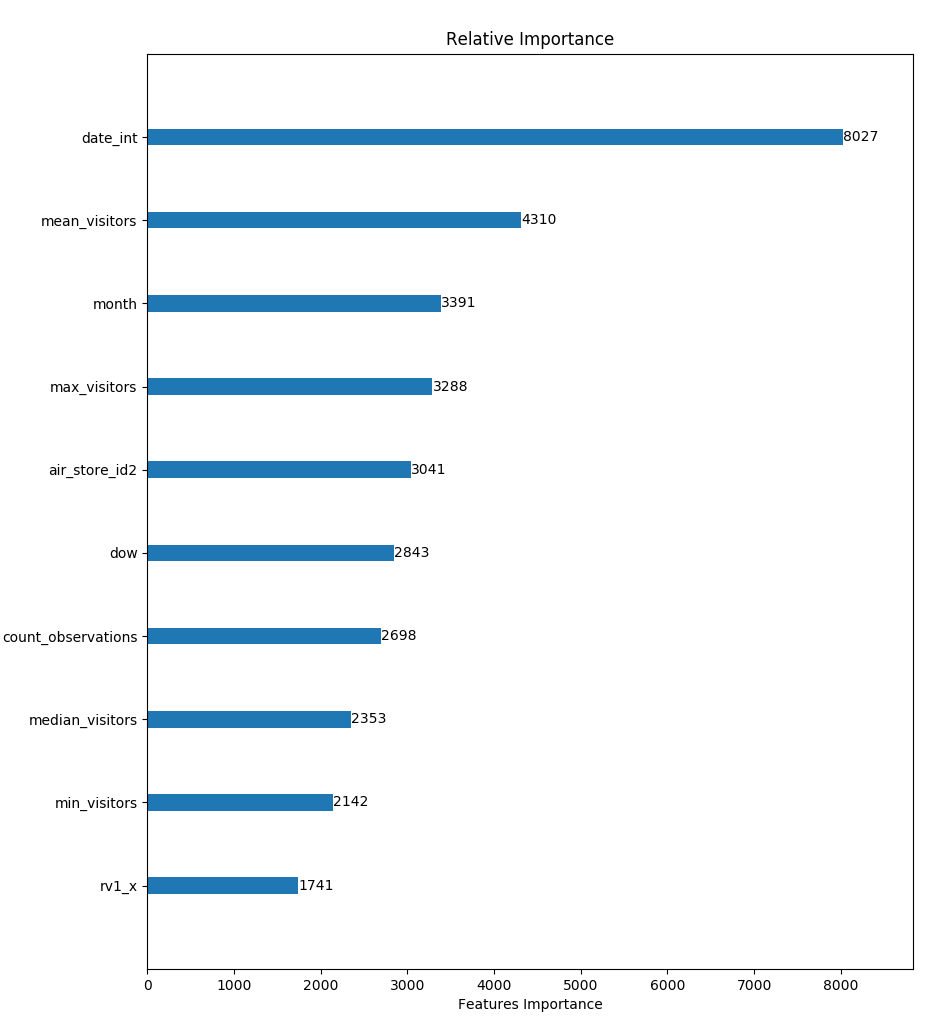 Relative Importance
date_int 8027
mean_visitors 4310
month 3391
max_visitors 3288
air_store_id2 3041
dow 2843
count_observations 2698
median_visitors 2353
min_visitors 2142
rv1_x 1741
0 1000 2000 3000 4000 5000 6000 7000 8000
Features Importance